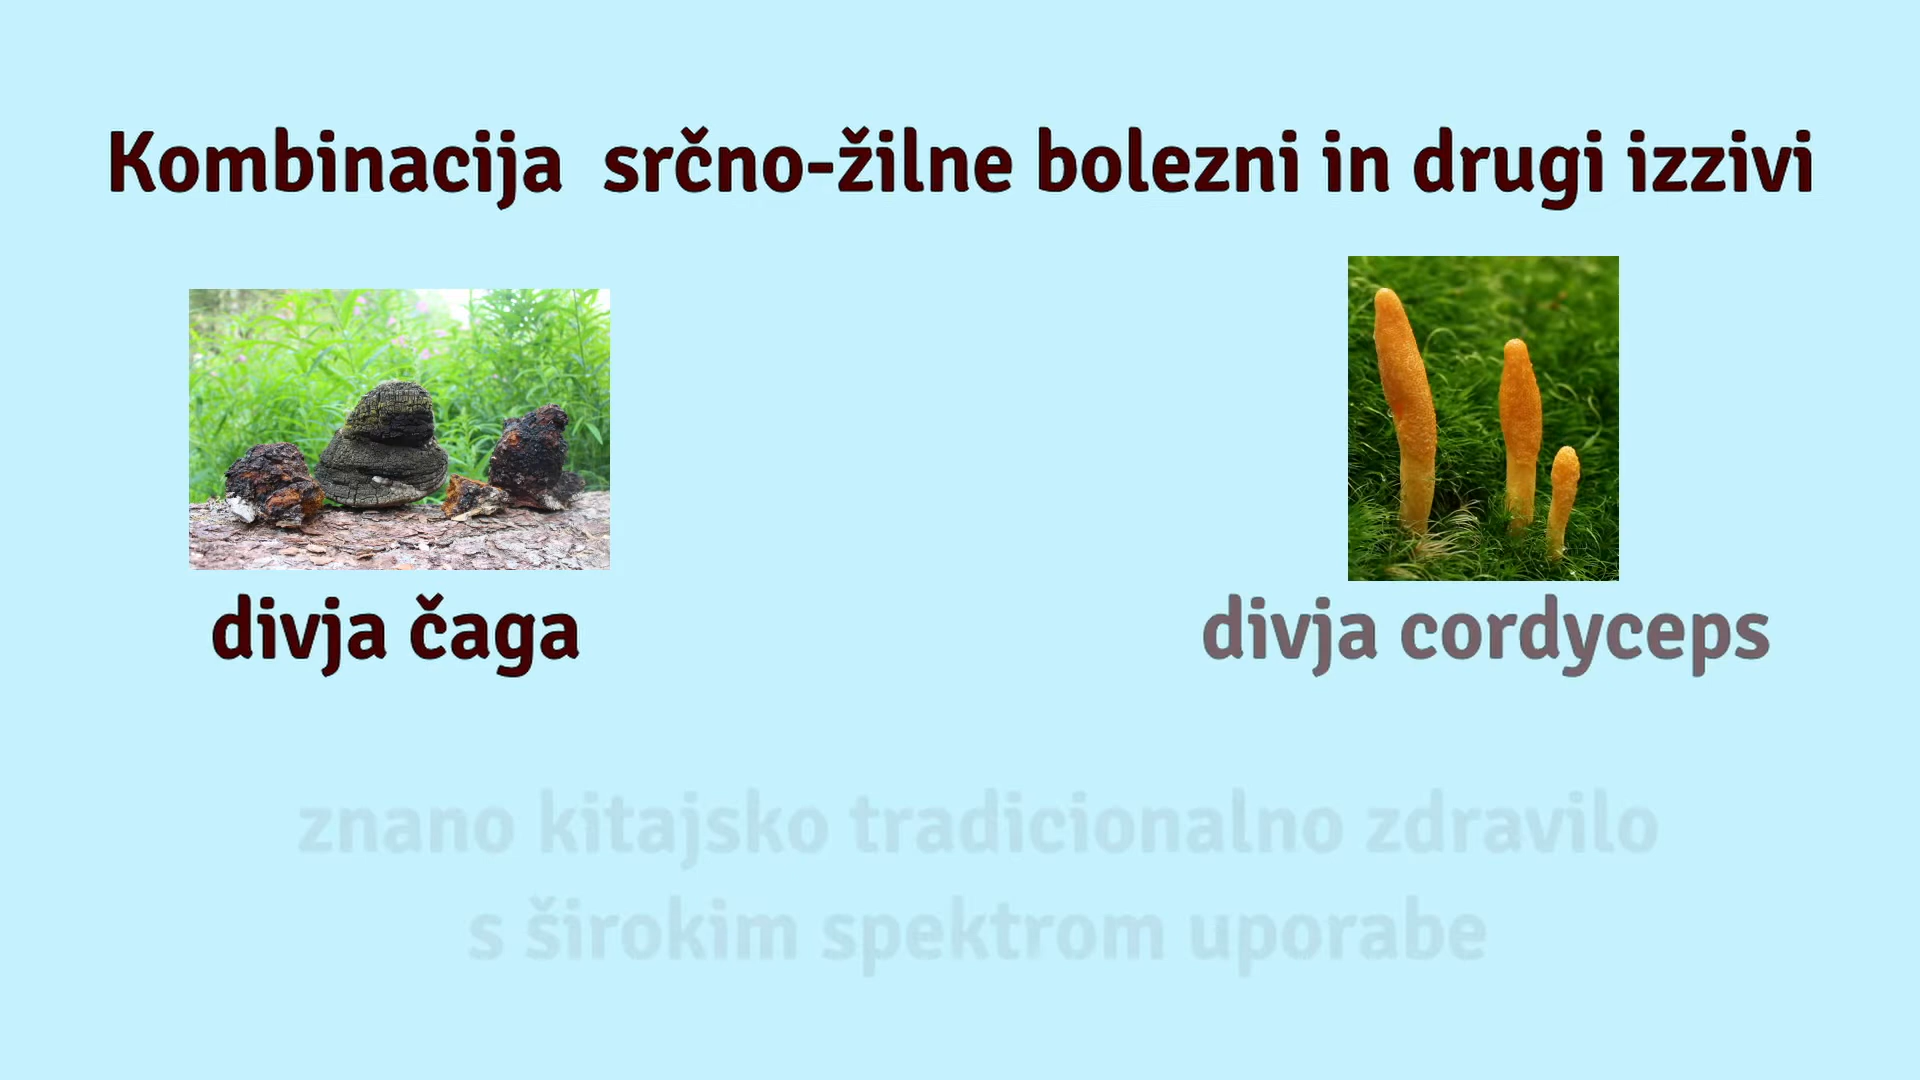 Kombinacija  srčno-žilne bolezni in drugi izzivi
divja čaga
divja cordyceps
znano kitajsko tradicionalno zdravilo
s širokim spektrom uporabe